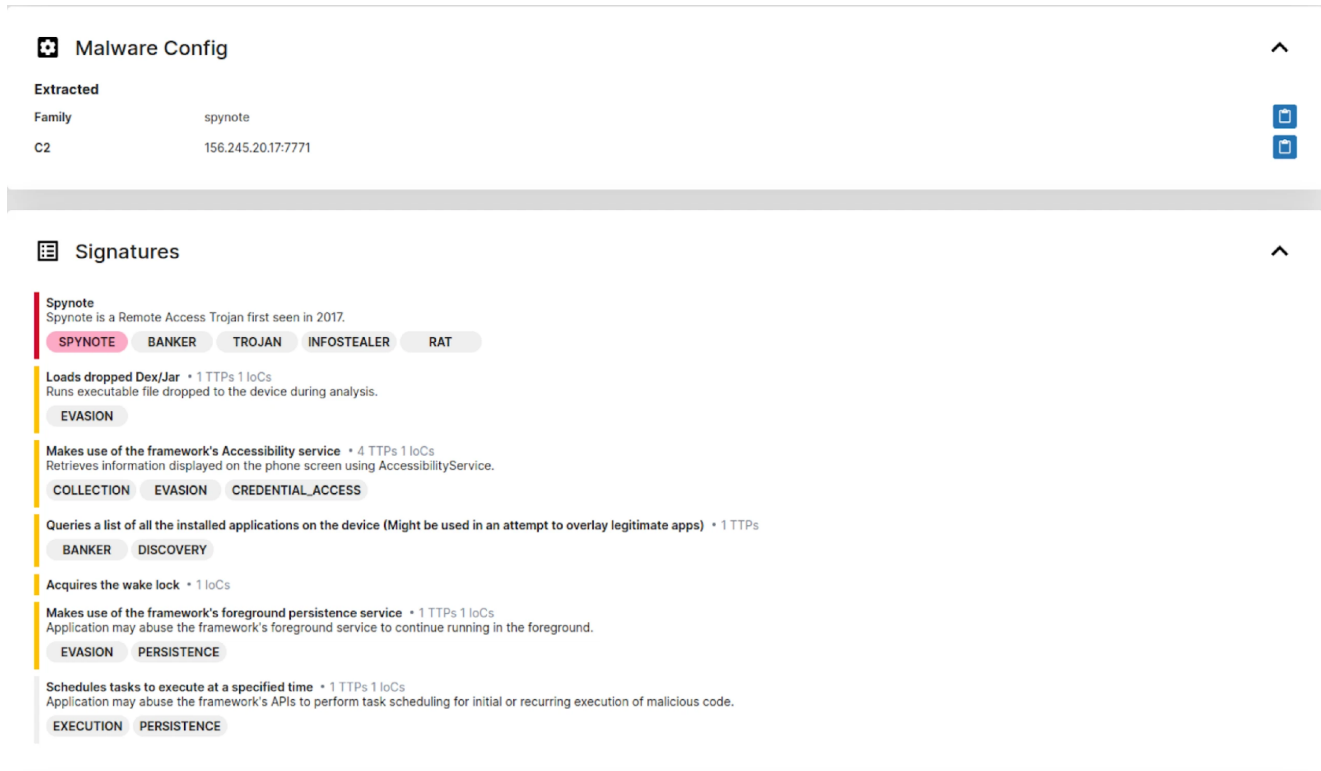 Malware Config
Extracted
Family spynote
C2 156.245.20.17:7771
Signatures
Spynote
Spynote is a Remote Access Trojan first seen in 2017.
SPYNOTE BANKER TROJAN INFOSTEALER RAT
Loads dropped Dex/Jar • 1 TTPs 1 IoCs
Runs executable file dropped to the device during analysis.
EVASION
Makes use of the framework's Accessibility service • 4 TTPs 1 IoCs
Retrieves information displayed on the phone screen using AccessibilityService.
COLLECTION EVASION CREDENTIAL_ACCESS
Queries a list of all the installed applications on the device (Might be used in an attempt to overlay legitimate apps) • 1 TTPs
BANKER DISCOVERY
Acquires the wake lock • 1 IoCs
Makes use of the framework's foreground persistence service • 1 TTPs 1 IoCs
Application may abuse the framework's foreground service to continue running in the foreground.
EVASION PERSISTENCE
Schedules tasks to execute at a specified time • 1 TTPs 1 IoCs
Application may abuse the framework's APIs to perform task scheduling for initial or recurring execution of malicious code.
EXECUTION PERSISTENCE